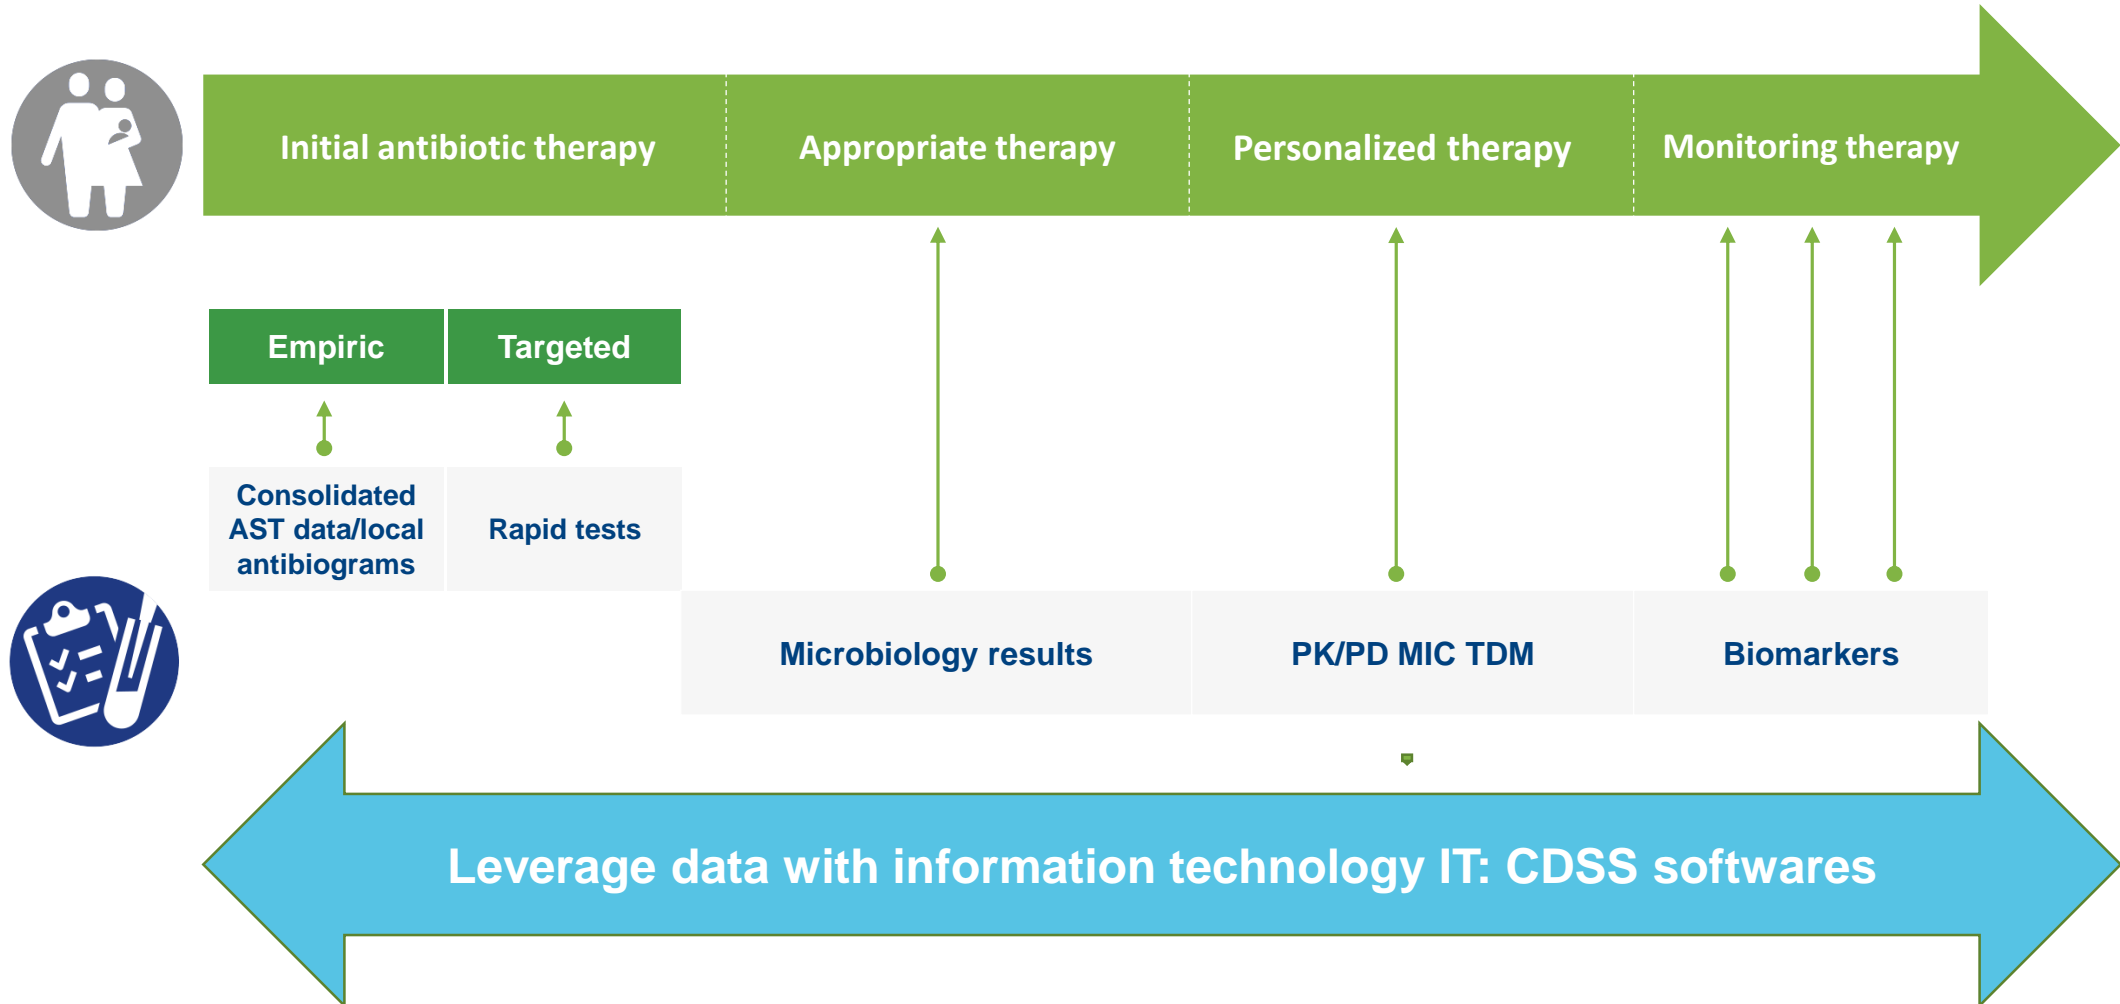 Initial antibiotic therapy
Appropriate therapy
Personalized therapy
Monitoring therapy
Empiric
Targeted
Consolidated
AST data/local
antibiograms
Rapid tests
Microbiology results
PK/PD MIC TDM
Biomarkers
Leverage data with information technology IT: CDSS softwares